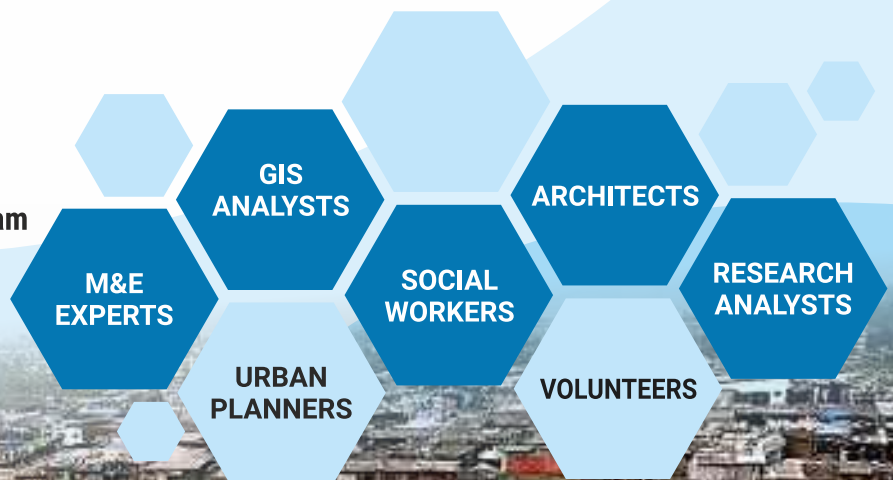 GIS
ANALYSTS
ARCHITECTS
M&E
EXPERTS
SOCIAL
WORKERS
RESEARCH
ANALYSTS
URBAN
PLANNERS
VOLUNTEERS